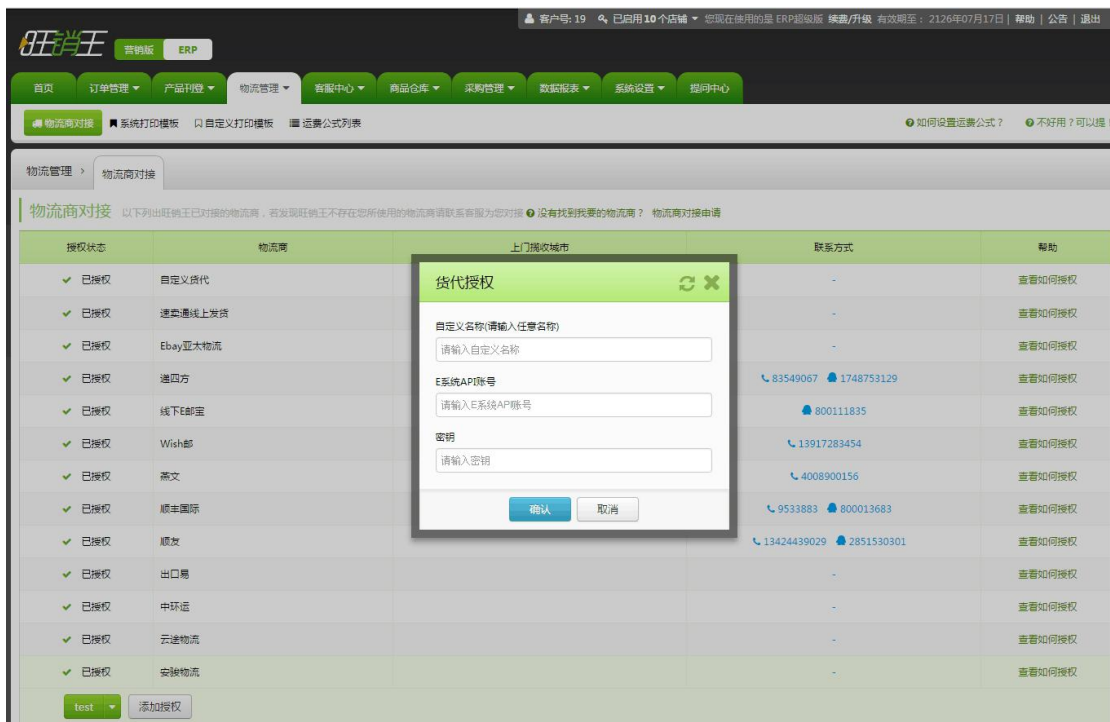 客户号: 19 已启用10个店铺 您现在使用的是 ERP超级版 续费/升级 有效期至: 2126年07月17日 | 帮助 | 公告 | 退出
旺销王 营销版 ERP
首页 订单管理 产品刊登 物流管理 客服中心 商品仓库 采购管理 数据报表 系统设置 提问中心
物流商对接 系统打印模板 自定义打印模板 运费公式列表 如何设置运费公式? 不好用?可以提
物流管理 > 物流商对接
物流商对接 以下列出旺销王已对接的物流商,若发现旺销王不存在您所使用的物流商请联系客服为您对接 没有找到我要的物流商? 物流商对接申请
授权状态 物流商 上门揽收城市 联系方式 帮助
已授权 自定义货代 - 查看如何授权
已授权 速卖通线上发货 - 查看如何授权
已授权 Ebay亚太物流 - 查看如何授权
已授权 递四方 83549067 1748753129 查看如何授权
已授权 线下E邮宝 800111835 查看如何授权
已授权 Wish邮 13917283454 查看如何授权
已授权 燕文 4008900156 查看如何授权
已授权 顺丰国际 9533883 800013683 查看如何授权
已授权 顺友 13424439029 2851530301 查看如何授权
已授权 出口易 - 查看如何授权
已授权 中环运 - 查看如何授权
已授权 云途物流 - 查看如何授权
已授权 安骏物流 - 查看如何授权
test 添加授权
货代授权
自定义名称(请输入任意名称)
请输入自定义名称
E系统API账号
请输入E系统API账号
密钥
请输入密钥
确认 取消